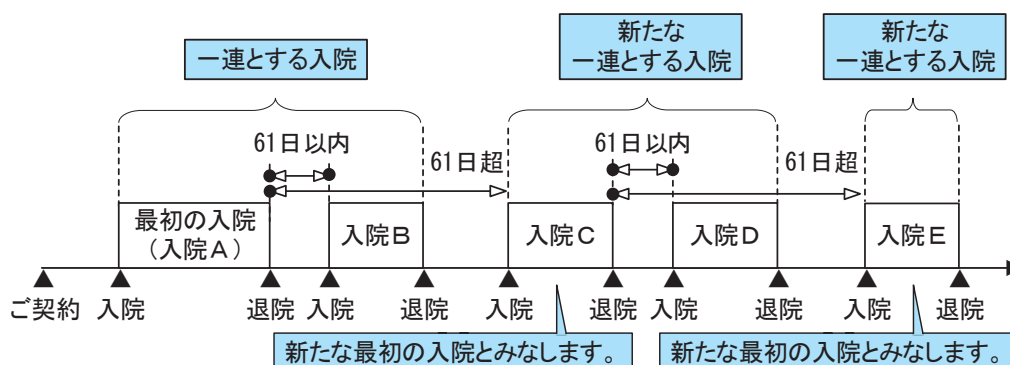 一連とする入院
新たな
一連とする入院
新たな
一連とする入院
61日以内
61日超
61日以内
61日超
最初の入院
（入院Ａ）
入院Ｂ
入院Ｃ
入院Ｄ
入院Ｅ
ご契約
入院
退院
入院
退院
入院
退院
入院
退院
入院
退院
新たな最初の入院とみなします。
新たな最初の入院とみなします。